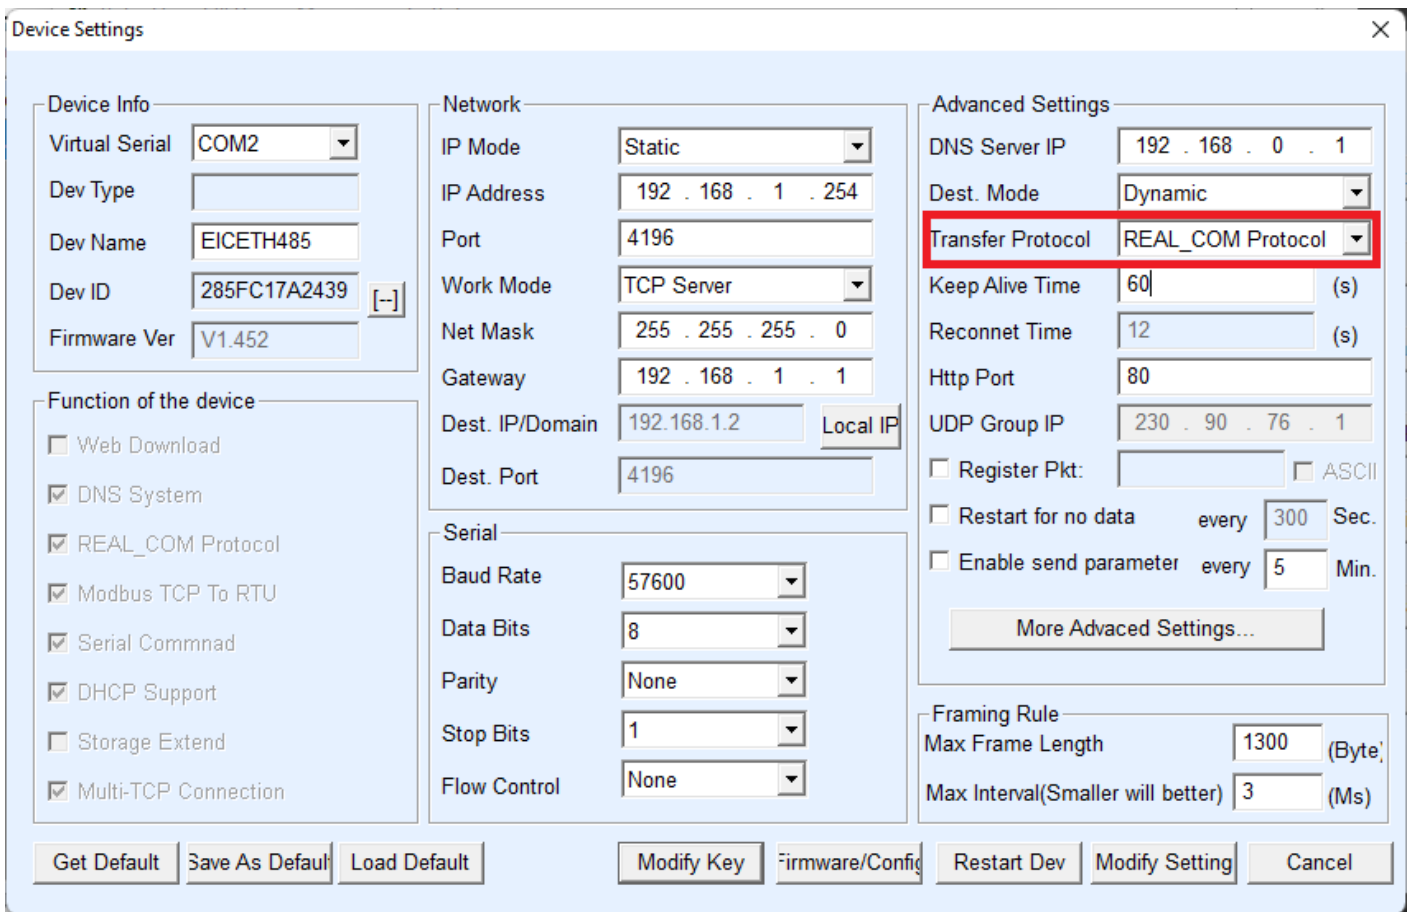 Device Settings
Device Info
Virtual Serial COM2
Dev Type
Dev Name EICETH485
Dev ID 285FC17A2439 [--]
Firmware Ver V1.452
Function of the device
Web Download
DNS System
REAL_COM Protocol
Modbus TCP To RTU
Serial Commnad
DHCP Support
Storage Extend
Multi-TCP Connection
Network
IP Mode Static
IP Address 192 . 168 . 1 . 254
Port 4196
Work Mode TCP Server
Net Mask 255 . 255 . 255 . 0
Gateway 192 . 168 . 1 . 1
Dest. IP/Domain 192.168.1.2 Local IP
Dest. Port 4196
Serial
Baud Rate 57600
Data Bits 8
Parity None
Stop Bits 1
Flow Control None
Advanced Settings
DNS Server IP 192 . 168 . 0 . 1
Dest. Mode Dynamic
Transfer Protocol REAL_COM Protocol
Keep Alive Time 60 (s)
Reconnet Time 12 (s)
Http Port 80
UDP Group IP 230 . 90 . 76 . 1
Register Pkt: ASCII
Restart for no data every 300 Sec.
Enable send parameter every 5 Min.
More Advaced Settings...
Framing Rule
Max Frame Length 1300 (Byte)
Max Interval(Smaller will better) 3 (Ms)
Get Default Save As Default Load Default Modify Key Firmware/Config Restart Dev Modify Setting Cancel